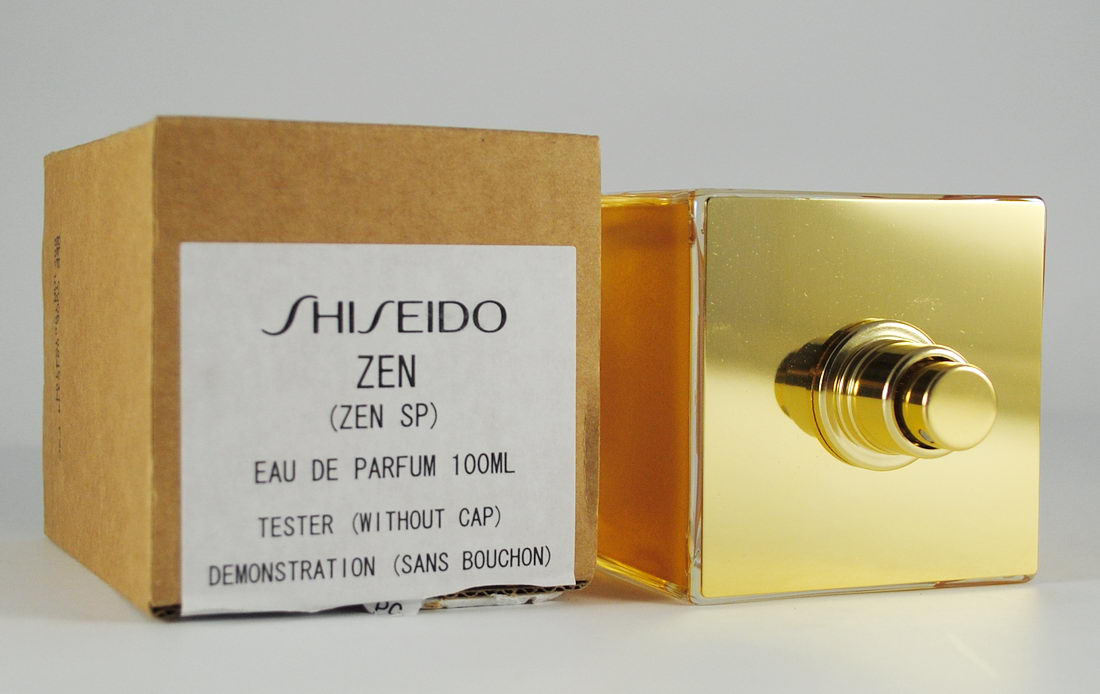 SHISEIDO
ZEN
(ZEN SP)
EAU DE PARFUM 100ML
TESTER (WITHOUT CAP)
DEMONSTRATION (SANS BOUCHON)